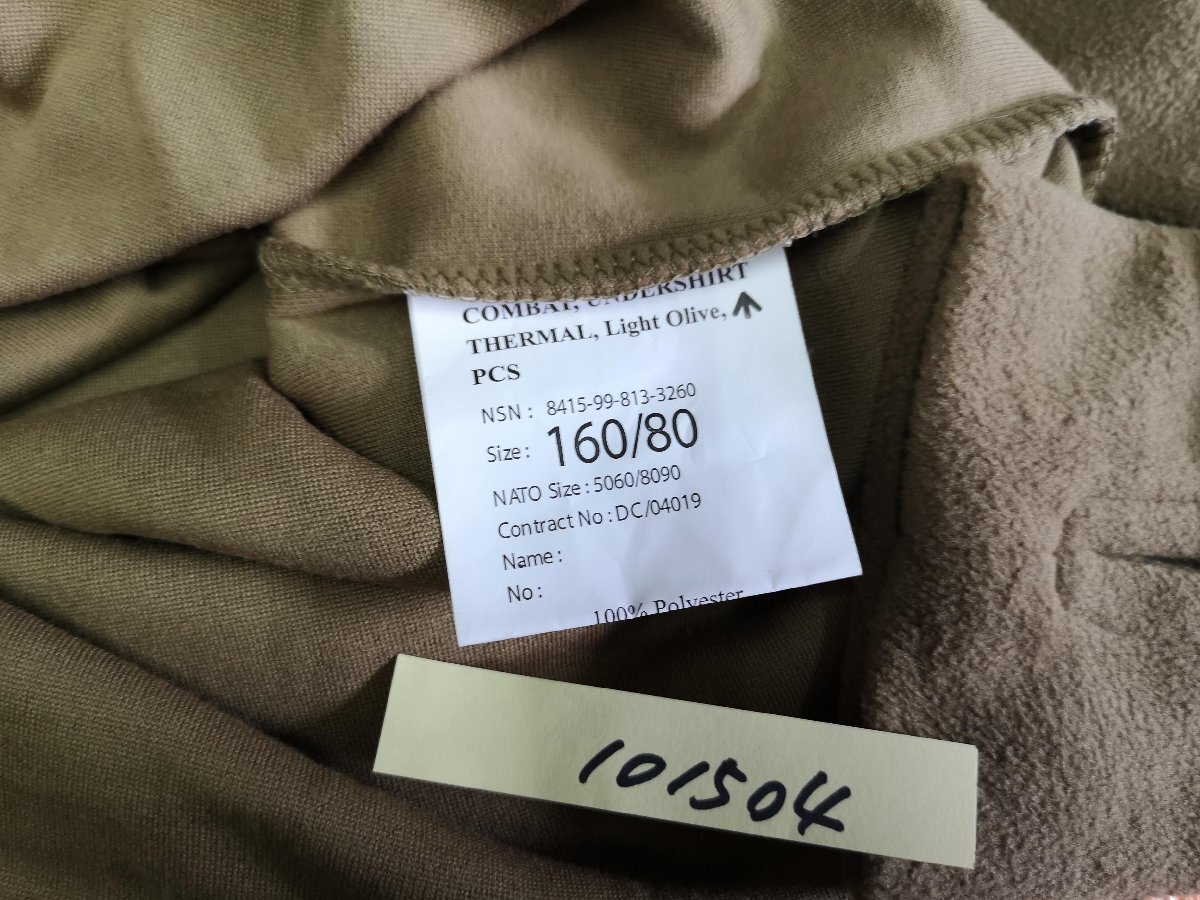 COMBAT, UNDERSHIRT
THERMAL, Light Olive,
PCS
NSN : 8415-99-813-3260
Size : 160/80
NATO Size : 5060/8090
Contract No : DC/04019
Name :
No :
100% Polyester
101504